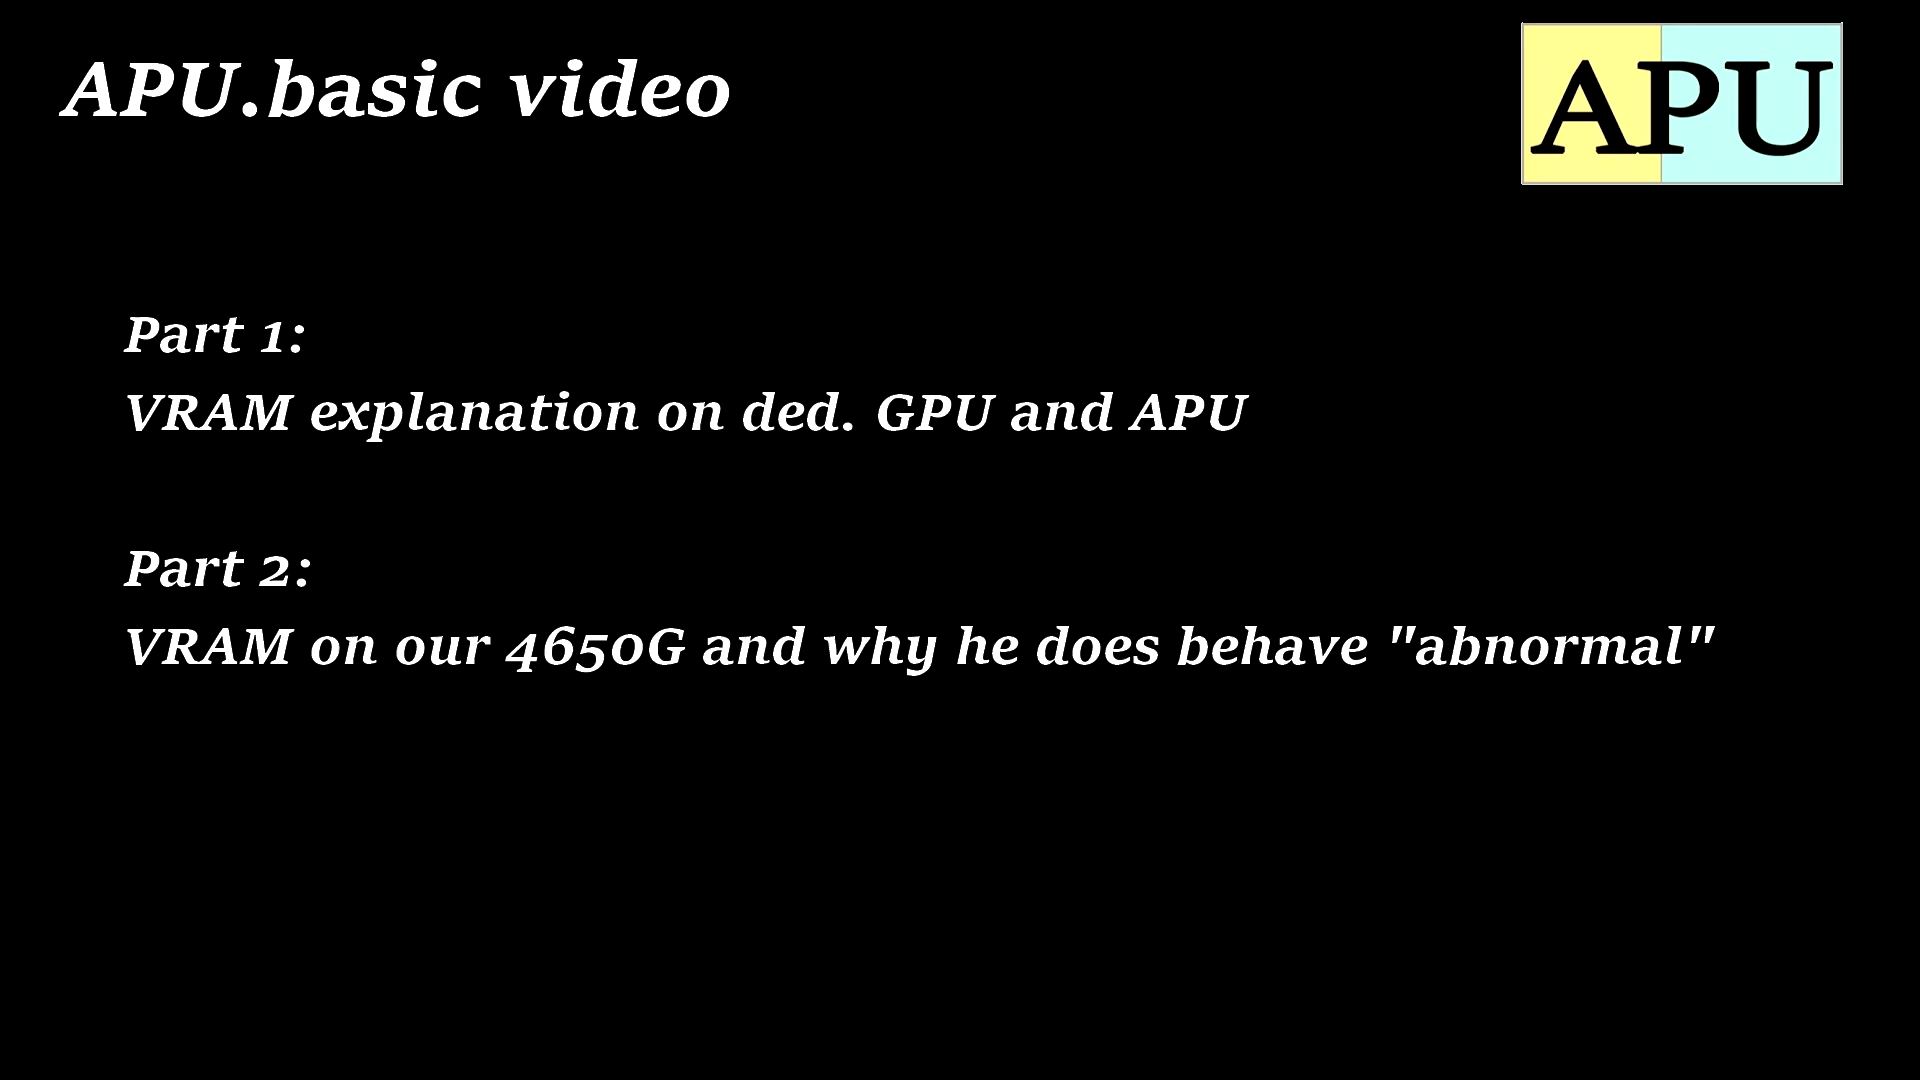 APU.basic video
APU
Part 1:
VRAM explanation on ded. GPU and APU
Part 2:
VRAM on our 4650G and why he does behave "abnormal"